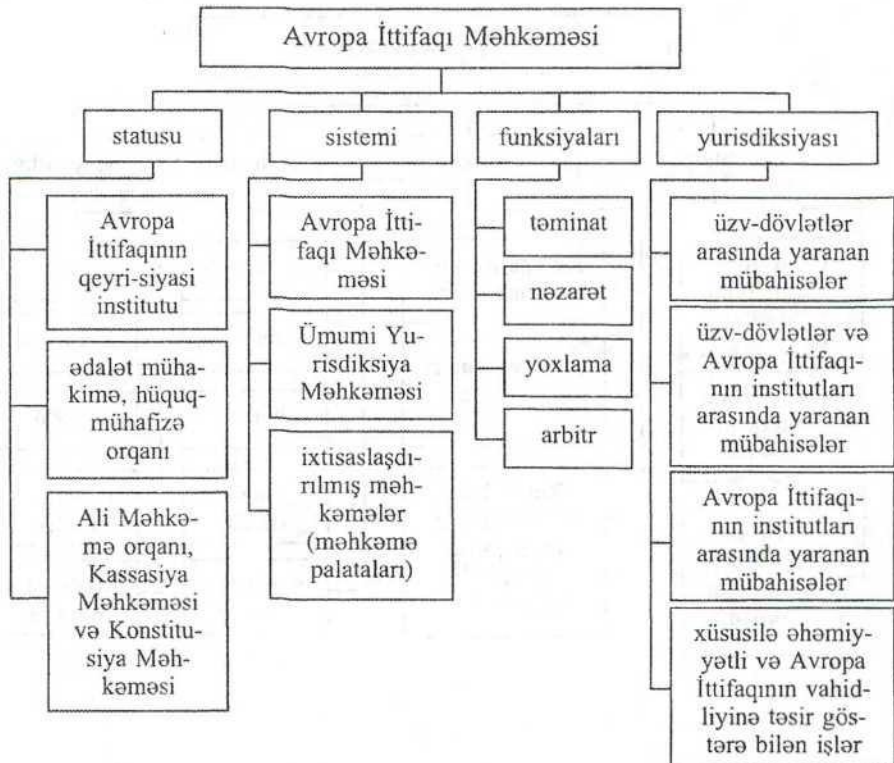 Avropa İttifaqı Məhkəməsi
statusu
Avropa
İttifaqının
qeyri-siyasi
institutu
ədalət müha-
kimə, hüquq-
mühafizə
orqanı
Ali Məhkə-
mə orqanı,
Kassasiya
Məhkəməsi
və Konstitu-
siya Məh-
kəməsi
sistemi
Avropa İtti-
faqı Məhkə-
məsi
Ümumi Yu-
risdiksiya
Məhkəməsi
ixtisaslaşdı-
rılmış məh-
kəmələr
(məhkəmə
palataları)
funksiyaları
təminat
nəzarət
yoxlama
arbitr
yurisdiksiyası
üzv-dövlətlər
arasında yaranan
mübahisələr
üzv-dövlətlər və
Avropa İttifaqı-
nın institutları
arasında yaranan
mübahisələr
Avropa İttifaqı-
nın institutları
arasında yaranan
mübahisələr
xüsusilə əhəmiy-
yətli və Avropa
İttifaqının vahid-
liyinə təsir gös-
tərə bilən işlər